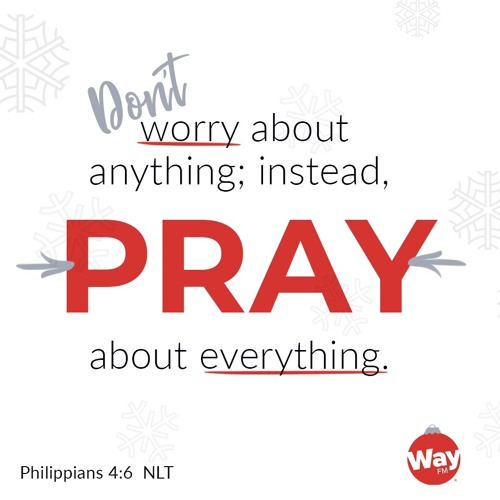 Don't
worry about
anything; instead,
PRAY
about everything.
Philippians 4:6 NLT
Way
FM